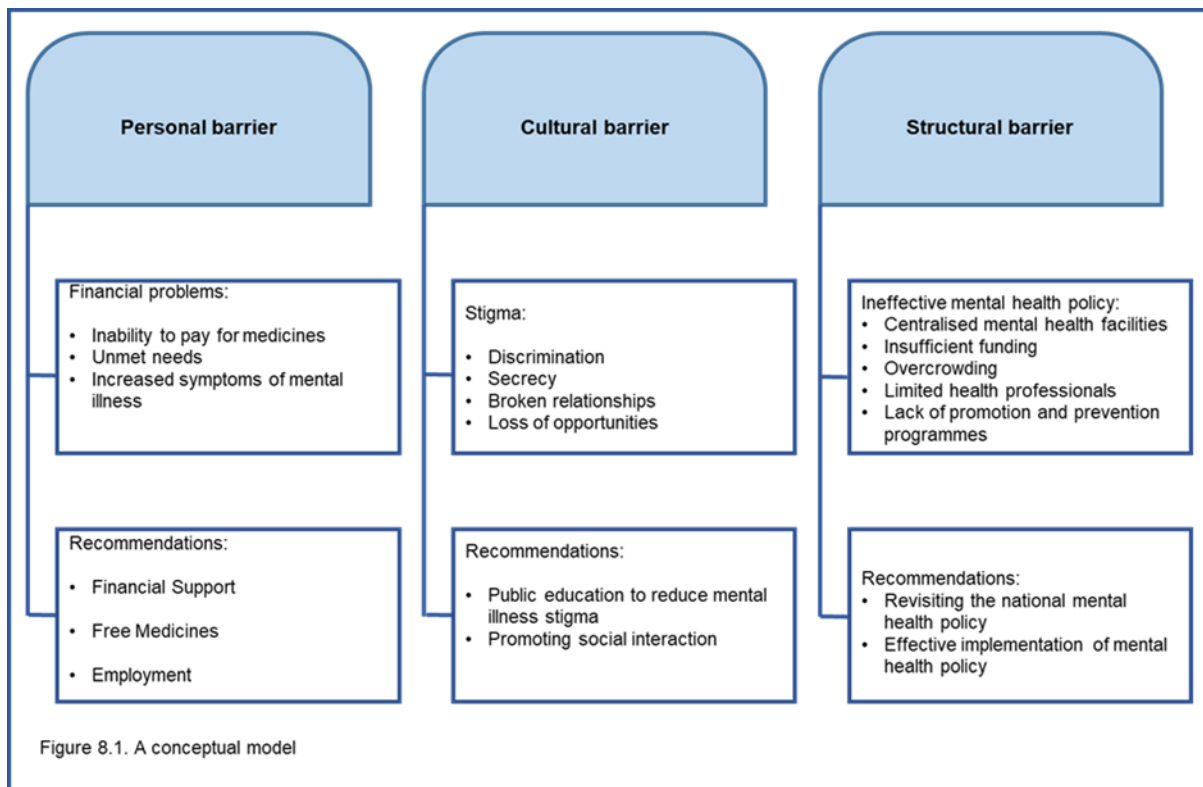 Personal barrier
Financial problems:
• Inability to pay for medicines
• Unmet needs
• Increased symptoms of mental
illness
Recommendations:
• Financial Support
• Free Medicines
• Employment
Cultural barrier
Stigma:
• Discrimination
• Secrecy
• Broken relationships
• Loss of opportunities
Recommendations:
• Public education to reduce mental
illness stigma
• Promoting social interaction
Structural barrier
Ineffective mental health policy:
• Centralised mental health facilities
• Insufficient funding
• Overcrowding
• Limited health professionals
• Lack of promotion and prevention
programmes
Recommendations:
• Revisiting the national mental
health policy
• Effective implementation of mental
health policy
Figure 8.1. A conceptual model